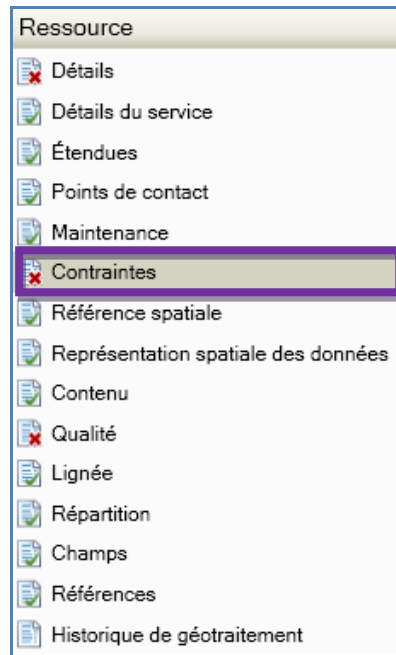 Ressource
Détails
Détails du service
Étendues
Points de contact
Maintenance
Contraintes
Référence spatiale
Représentation spatiale des données
Contenu
Qualité
Lignée
Répartition
Champs
Références
Historique de géotraitement